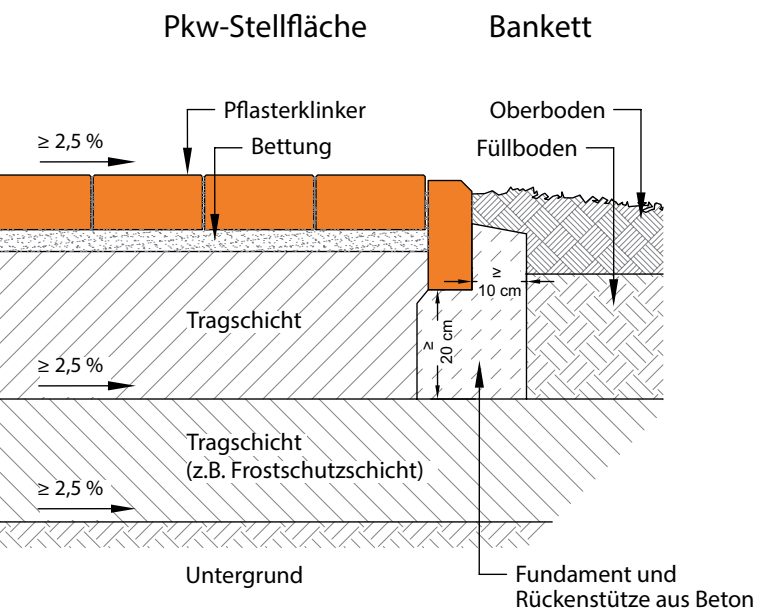 Pkw-Stellfläche
Bankett
Pflasterklinker
Oberboden
≥ 2,5 %
Bettung
Füllboden
≥
10 cm
Tragschicht
≥
20 cm
≥ 2,5 %
Tragschicht
(z.B. Frostschutzschicht)
≥ 2,5 %
Untergrund
Fundament und
Rückenstütze aus Beton